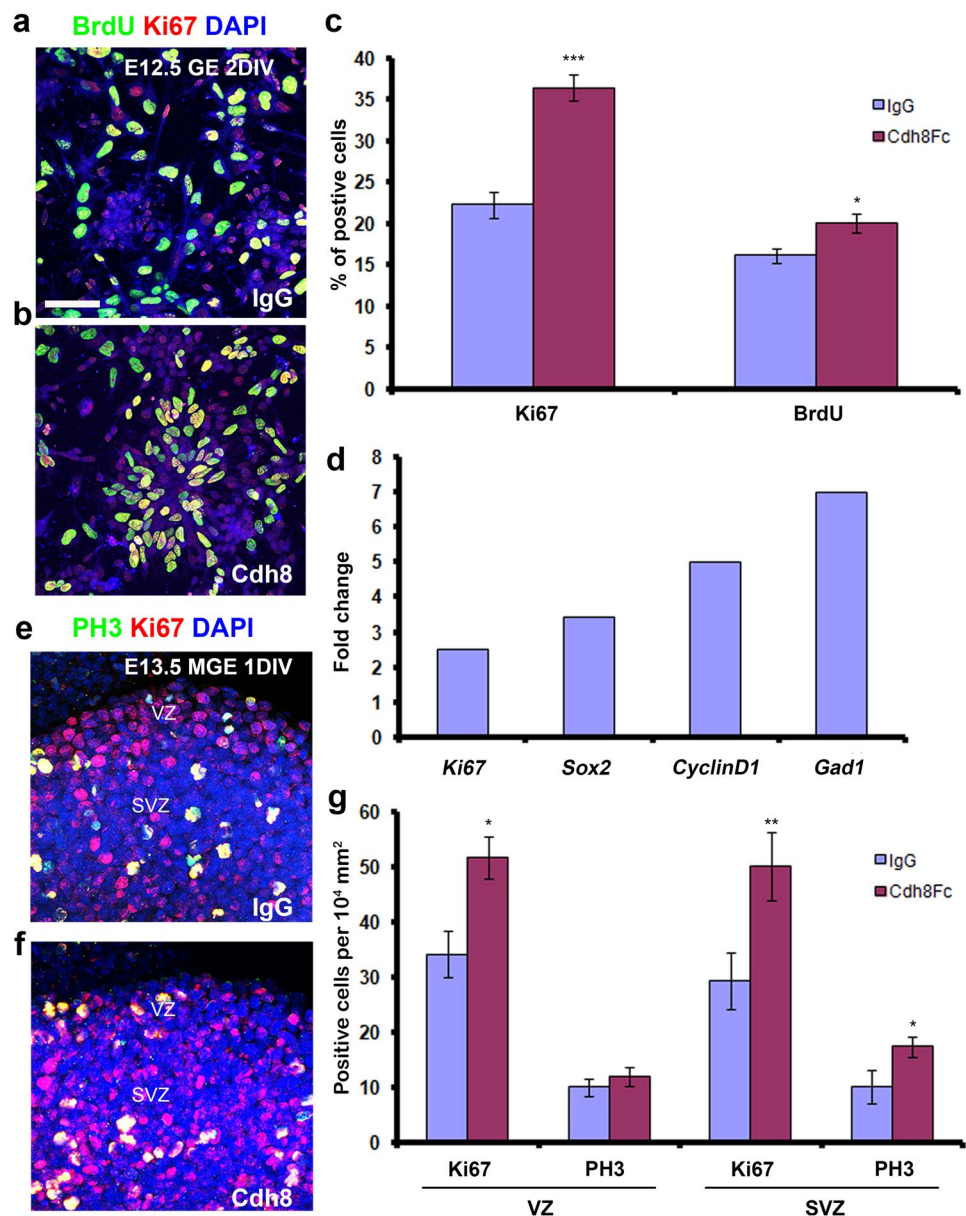 a
BrdU Ki67 DAPI
E12.5 GE 2DIV
IgG
b
Cdh8
c
% of postive cells
40
35
30
25
20
15
10
5
0
***
*
IgG
Cdh8Fc
Ki67
BrdU
d
Fold change
8
7
6
5
4
3
2
1
0
Ki67
Sox2
CyclinD1
Gad1
e
PH3 Ki67 DAPI
E13.5 MGE 1DIV
VZ
SVZ
IgG
f
VZ
SVZ
Cdh8
g
Positive cells per 10⁴ mm²
60
50
40
30
20
10
0
*
**
*
IgG
Cdh8Fc
Ki67
PH3
Ki67
PH3
VZ
SVZ